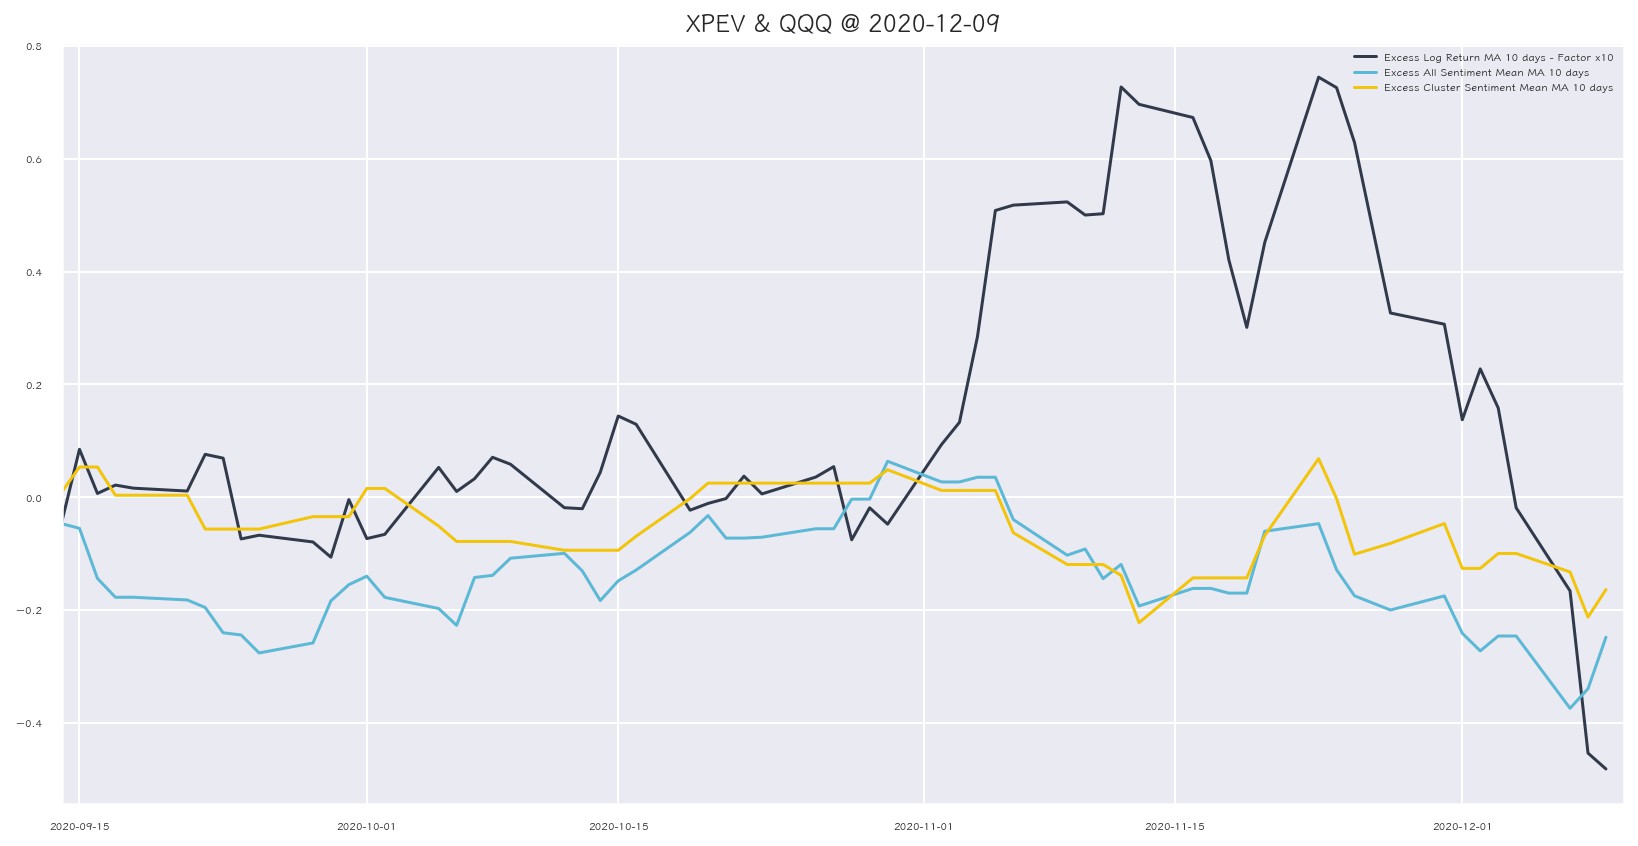 XPEV & QQQ @ 2020-12-09
Excess Log Return MA 10 days - Factor x10
Excess All Sentiment Mean MA 10 days
Excess Cluster Sentiment Mean MA 10 days
0.8
0.6
0.4
0.2
0.0
−0.2
−0.4
2020-09-15 2020-10-01 2020-10-15 2020-11-01 2020-11-15 2020-12-01